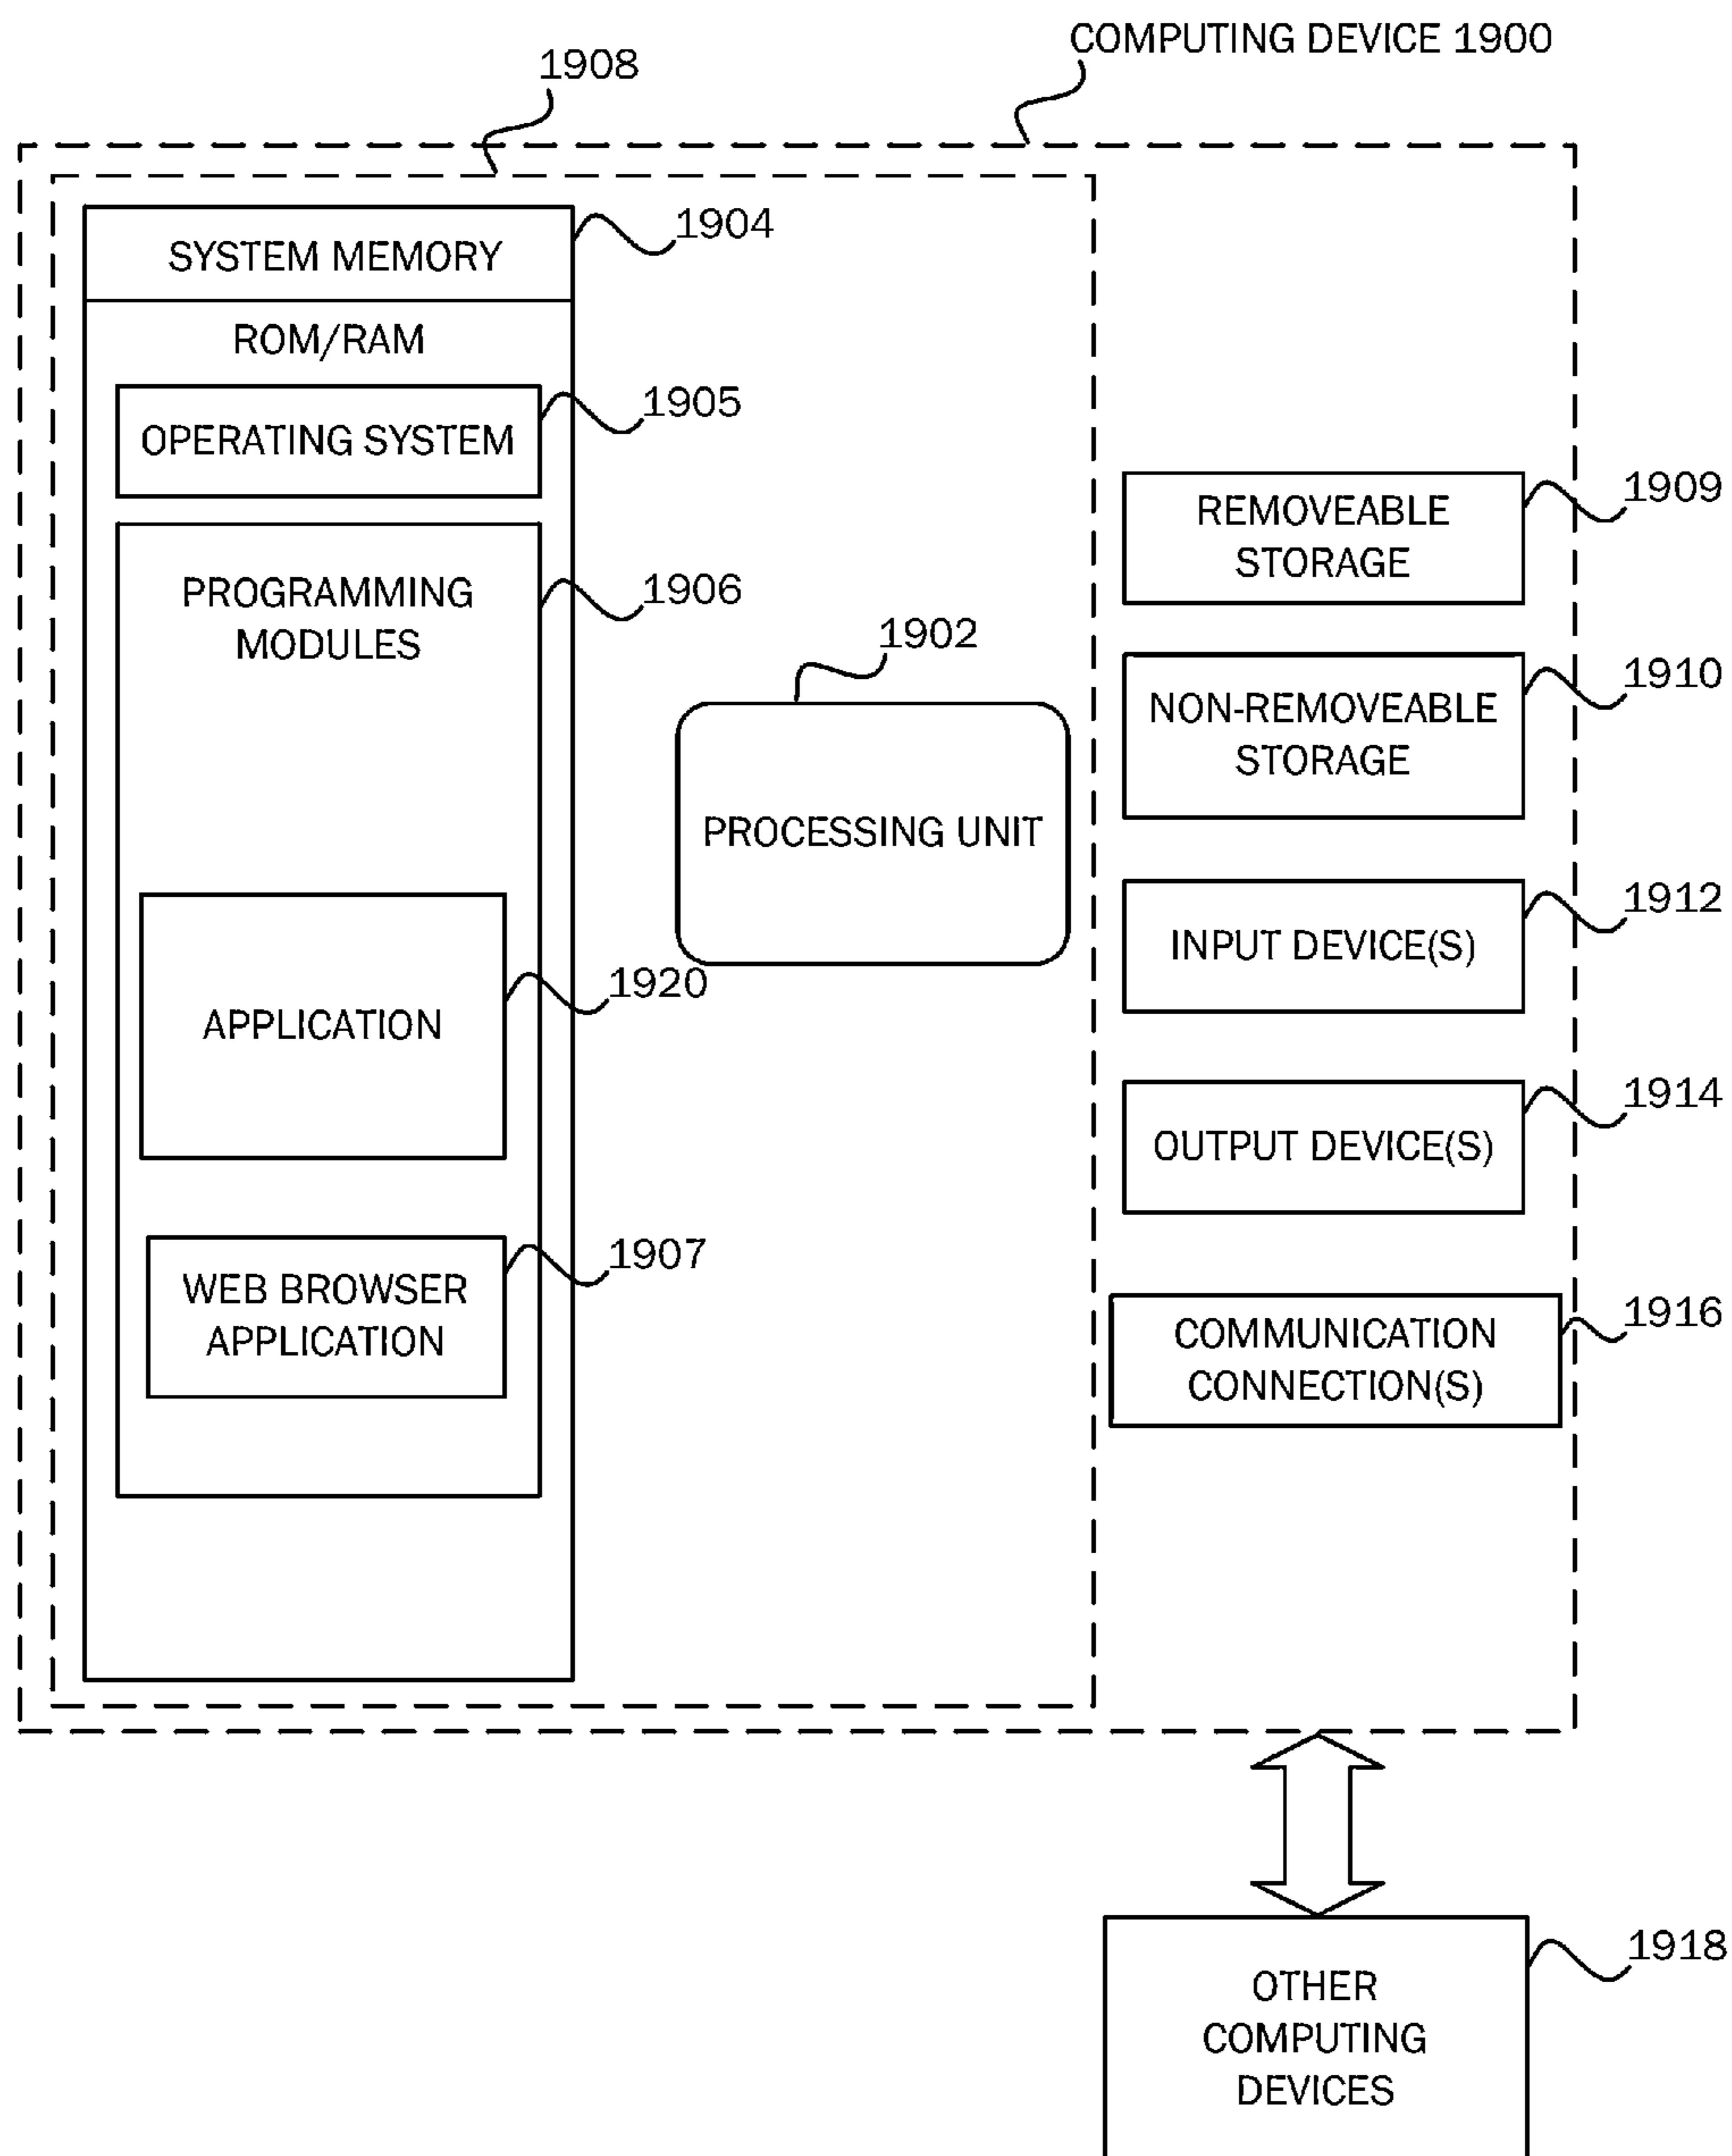 COMPUTING DEVICE 1900
1908
1904
SYSTEM MEMORY
ROM/RAM
1905
OPERATING SYSTEM
1906
PROGRAMMING
MODULES
1902
PROCESSING UNIT
1920
APPLICATION
1907
WEB BROWSER
APPLICATION
1909
REMOVEABLE
STORAGE
1910
NON-REMOVEABLE
STORAGE
1912
INPUT DEVICE(S)
1914
OUTPUT DEVICE(S)
1916
COMMUNICATION
CONNECTION(S)
1918
OTHER
COMPUTING
DEVICES